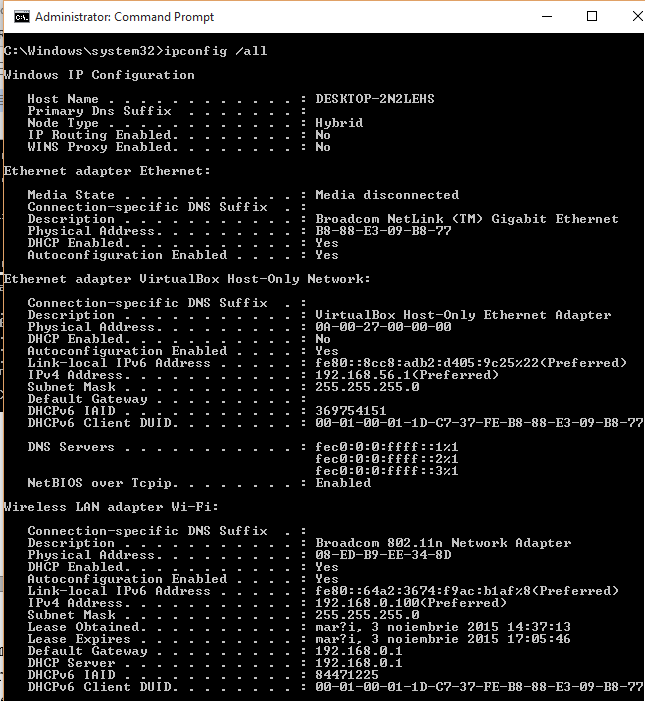 Administrator: Command Prompt
C:\Windows\system32>ipconfig /all
Windows IP Configuration
Host Name . . . . . . . . . . . . : DESKTOP-2N2LEHS
Primary Dns Suffix  . . . . . . . :
Node Type . . . . . . . . . . . . : Hybrid
IP Routing Enabled. . . . . . . . : No
WINS Proxy Enabled. . . . . . . . : No
Ethernet adapter Ethernet:
Media State . . . . . . . . . . . : Media disconnected
Connection-specific DNS Suffix  . :
Description . . . . . . . . . . . : Broadcom NetLink (TM) Gigabit Ethernet
Physical Address. . . . . . . . . : B8-88-E3-09-B8-77
DHCP Enabled. . . . . . . . . . . : Yes
Autoconfiguration Enabled . . . . : Yes
Ethernet adapter VirtualBox Host-Only Network:
Connection-specific DNS Suffix  . :
Description . . . . . . . . . . . : VirtualBox Host-Only Ethernet Adapter
Physical Address. . . . . . . . . : 0A-00-27-00-00-00
DHCP Enabled. . . . . . . . . . . : No
Autoconfiguration Enabled . . . . : Yes
Link-local IPv6 Address . . . . . : fe80::8cc8:adb2:d405:9c25%22(Preferred)
IPv4 Address. . . . . . . . . . . : 192.168.56.1(Preferred)
Subnet Mask . . . . . . . . . . . : 255.255.255.0
Default Gateway . . . . . . . . . :
DHCPv6 IAID . . . . . . . . . . . : 369754151
DHCPv6 Client DUID. . . . . . . . : 00-01-00-01-1D-C7-37-FE-B8-88-E3-09-B8-77
DNS Servers . . . . . . . . . . . : fec0:0:0:ffff::1%1
fec0:0:0:ffff::2%1
fec0:0:0:ffff::3%1
NetBIOS over Tcpip. . . . . . . . : Enabled
Wireless LAN adapter Wi-Fi:
Connection-specific DNS Suffix  . :
Description . . . . . . . . . . . : Broadcom 802.11n Network Adapter
Physical Address. . . . . . . . . : 08-ED-B9-EE-34-8D
DHCP Enabled. . . . . . . . . . . : Yes
Autoconfiguration Enabled . . . . : Yes
Link-local IPv6 Address . . . . . : fe80::64a2:3674:f9ac:b1af%8(Preferred)
IPv4 Address. . . . . . . . . . . : 192.168.0.100(Preferred)
Subnet Mask . . . . . . . . . . . : 255.255.255.0
Lease Obtained. . . . . . . . . . : mar?i, 3 noiembrie 2015 14:37:13
Lease Expires . . . . . . . . . . : mar?i, 3 noiembrie 2015 17:05:46
Default Gateway . . . . . . . . . : 192.168.0.1
DHCP Server . . . . . . . . . . . : 192.168.0.1
DHCPv6 IAID . . . . . . . . . . . : 84471225
DHCPv6 Client DUID. . . . . . . . : 00-01-00-01-1D-C7-37-FE-B8-88-E3-09-B8-77